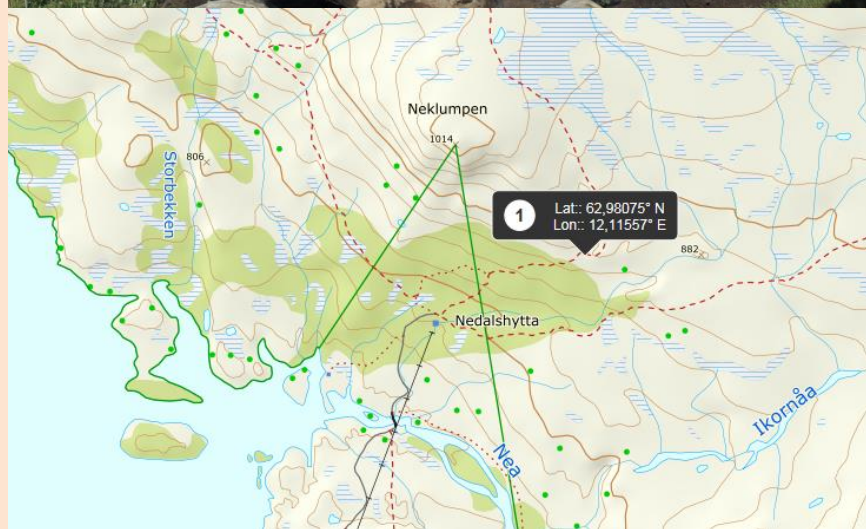 Neklumpen
1014
806
Storbekken
1
Lat:: 62,98075° N
Lon:: 12,11557° E
882
Nedalshytta
Ikornåa
Nea